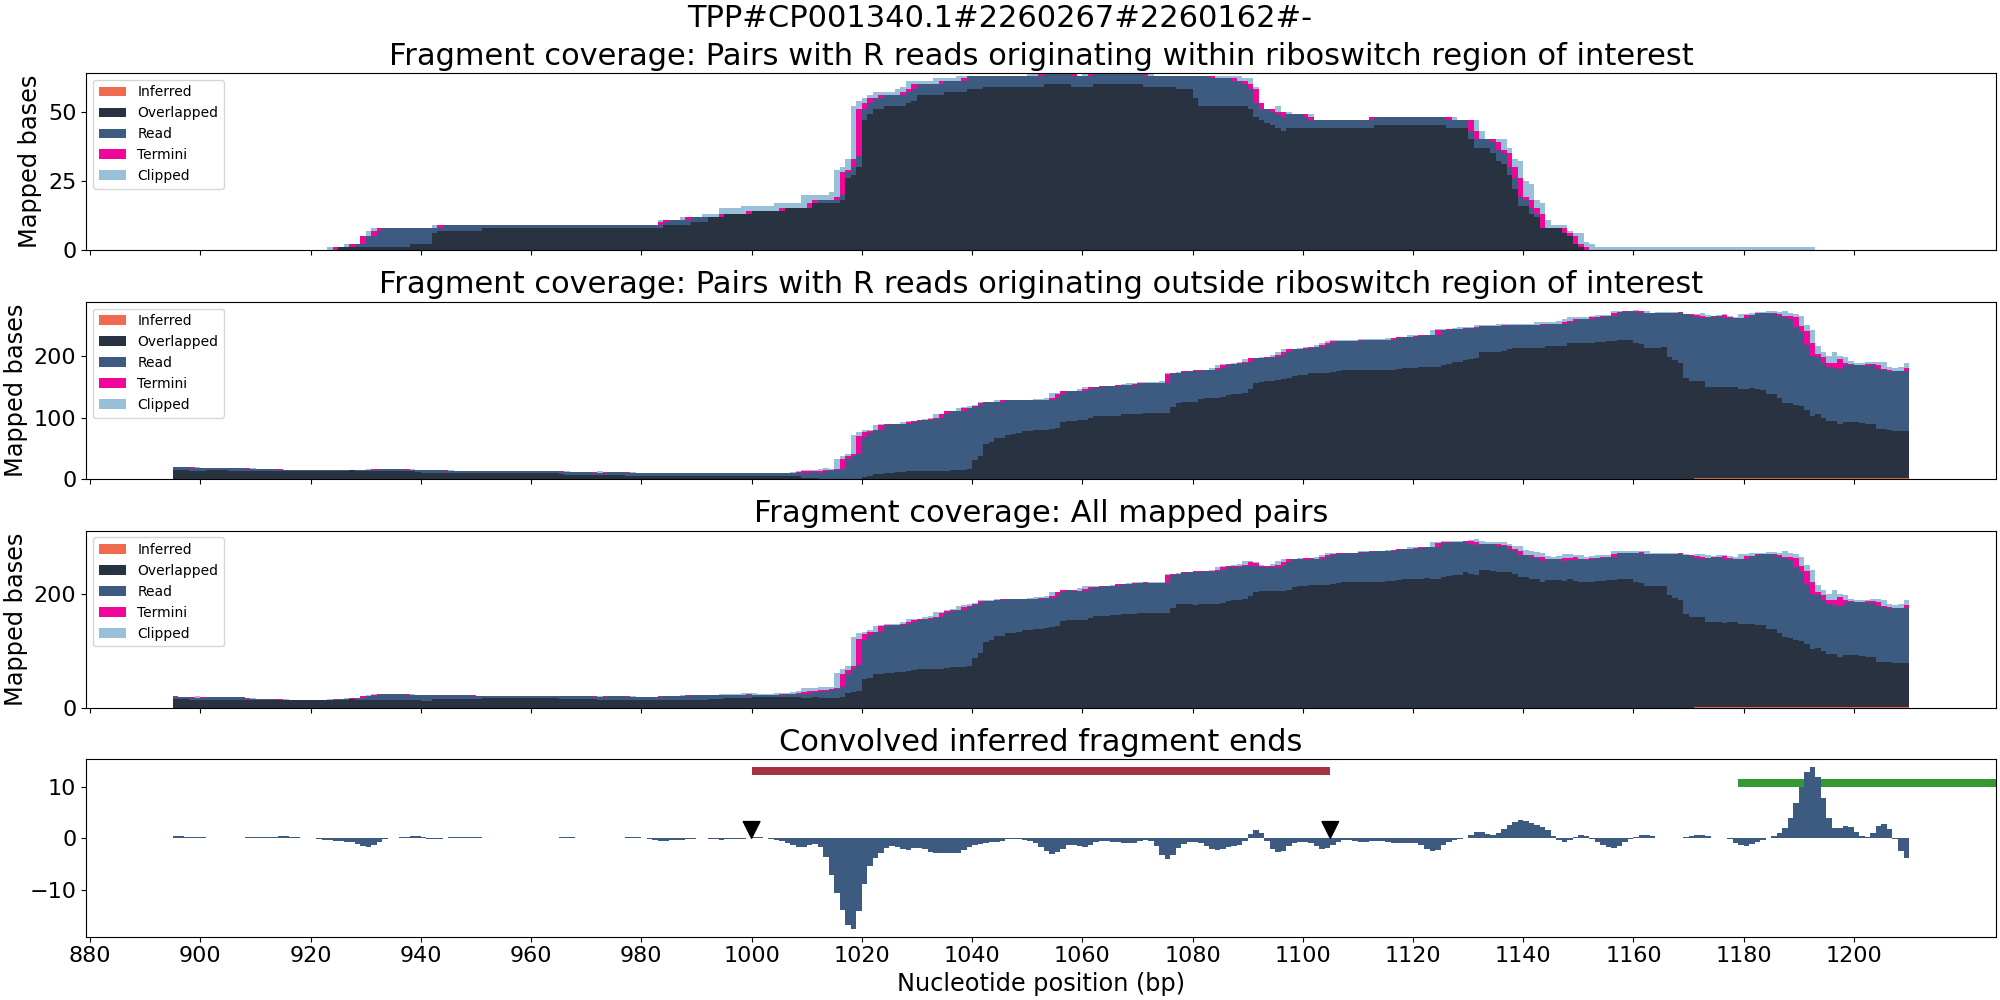 TPP#CP001340.1#2260267#2260162#-
Fragment coverage: Pairs with R reads originating within riboswitch region of interest
Mapped bases
50
25
0
Inferred
Overlapped
Read
Termini
Clipped
Fragment coverage: Pairs with R reads originating outside riboswitch region of interest
Mapped bases
200
100
0
Inferred
Overlapped
Read
Termini
Clipped
Fragment coverage: All mapped pairs
Mapped bases
200
0
Inferred
Overlapped
Read
Termini
Clipped
Convolved inferred fragment ends
10
0
−10
880 900 920 940 960 980 1000 1020 1040 1060 1080 1100 1120 1140 1160 1180 1200
Nucleotide position (bp)